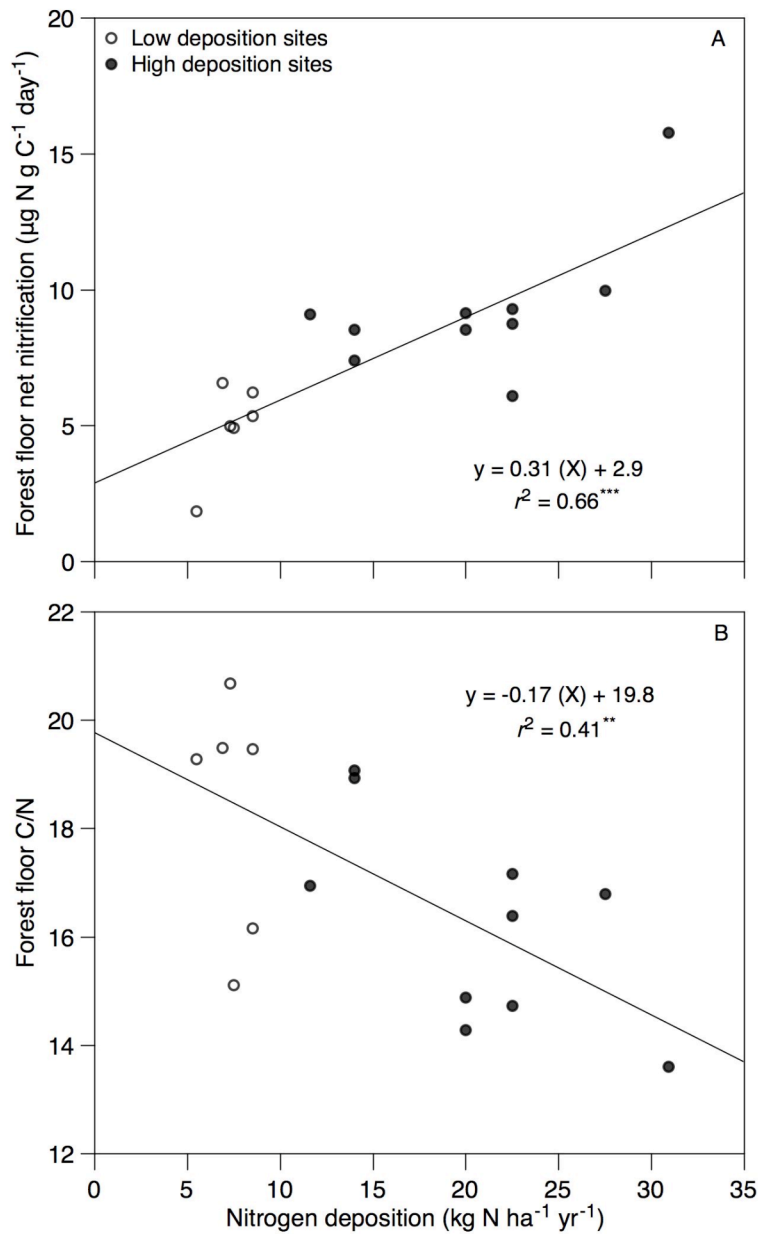 20
15
10
5
0
Forest floor net nitrification (µg N g C⁻¹ day⁻¹)
Low deposition sites
High deposition sites
A
y = 0.31 (X) + 2.9
r² = 0.66***
22
20
18
16
14
12
Forest floor C/N
B
y = -0.17 (X) + 19.8
r² = 0.41**
0 5 10 15 20 25 30 35
Nitrogen deposition (kg N ha⁻¹ yr⁻¹)